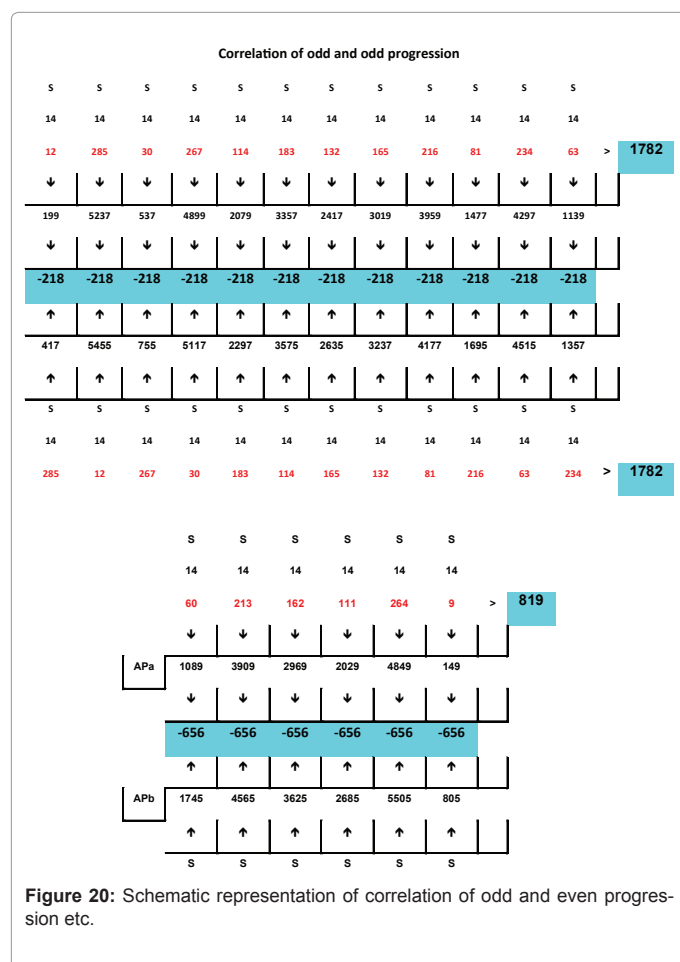 Correlation of odd and odd progression
S S S S S S S S S S S S
14 14 14 14 14 14 14 14 14 14 14 14
12 285 30 267 114 183 132 165 216 81 234 63 > 1782
↓ ↓ ↓ ↓ ↓ ↓ ↓ ↓ ↓ ↓ ↓ ↓
199 5237 537 4899 2079 3357 2417 3019 3959 1477 4297 1139
↓ ↓ ↓ ↓ ↓ ↓ ↓ ↓ ↓ ↓ ↓ ↓
-218 -218 -218 -218 -218 -218 -218 -218 -218 -218 -218 -218
↑ ↑ ↑ ↑ ↑ ↑ ↑ ↑ ↑ ↑ ↑ ↑
417 5455 755 5117 2297 3575 2635 3237 4177 1695 4515 1357
↑ ↑ ↑ ↑ ↑ ↑ ↑ ↑ ↑ ↑ ↑ ↑
S S S S S S S S S S S S
14 14 14 14 14 14 14 14 14 14 14 14
285 12 267 30 183 114 165 132 81 216 63 234 > 1782
S S S S S S
14 14 14 14 14 14
60 213 162 111 264 9 > 819
↓ ↓ ↓ ↓ ↓ ↓
APa 1089 3909 2969 2029 4849 149
↓ ↓ ↓ ↓ ↓ ↓
-656 -656 -656 -656 -656 -656
↑ ↑ ↑ ↑ ↑ ↑
APb 1745 4565 3625 2685 5505 805
↑ ↑ ↑ ↑ ↑ ↑
S S S S S S
Figure 20: Schematic representation of correlation of odd and even progres-
sion etc.